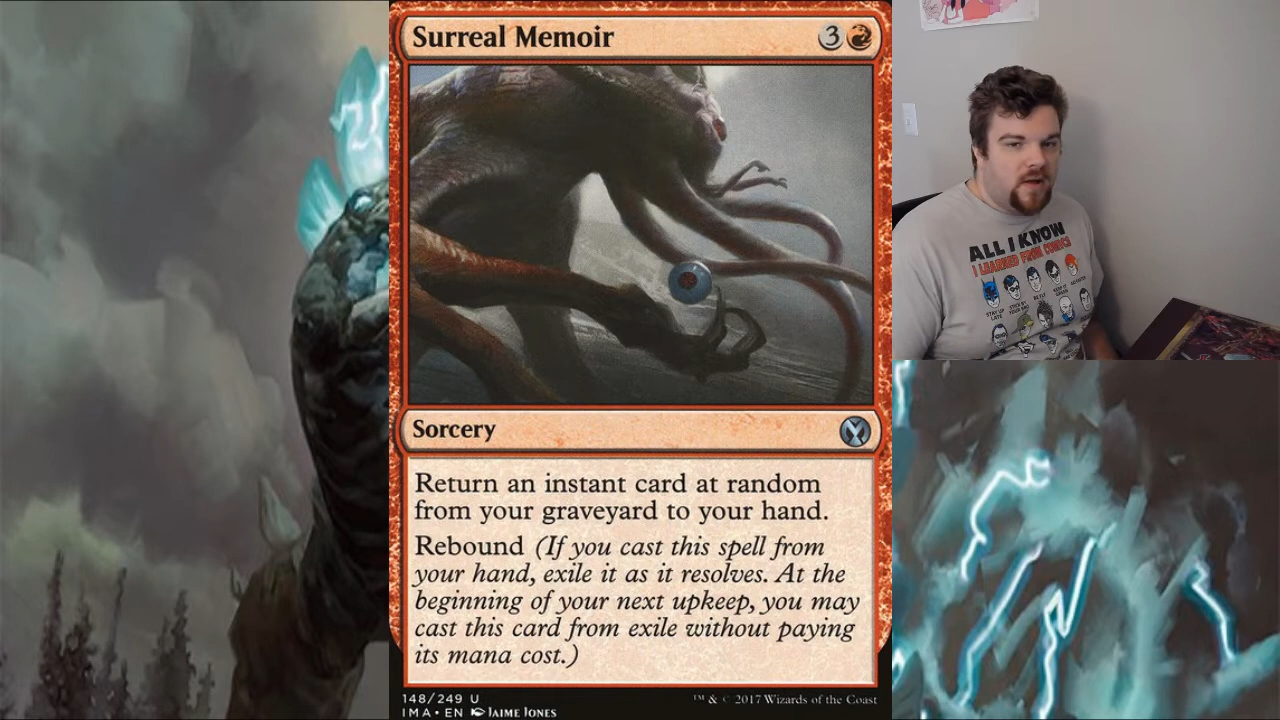 Surreal Memoir
3
Sorcery
Return an instant card at random
from your graveyard to your hand.
Rebound (If you cast this spell from
your hand, exile it as it resolves. At the
beginning of your next upkeep, you may
cast this card from exile without paying
its mana cost.)
148/249 U
IMA • EN Jaime Jones
™ & © 2017 Wizards of the Coast
ALL I KNOW
I LEARNED FROM COMICS
STAY UP
LATE